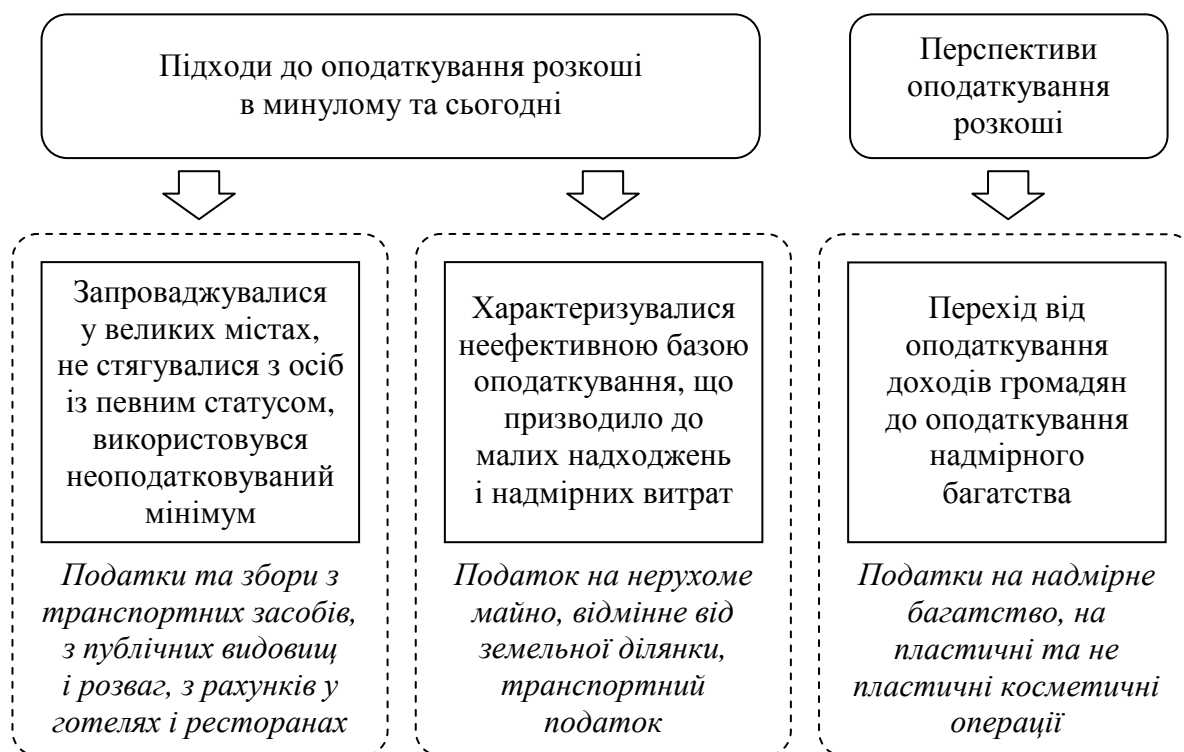 Підходи до оподаткування розкоші
в минулому та сьогодні
Перспективи
оподаткування
розкоші
Запроваджувалися
у великих містах,
не стягувалися з осіб
із певним статусом,
використовувся
неоподатковуваний
мінімум
Податки та збори з
транспортних засобів,
з публічних видовищ
і розваг, з рахунків у
готелях і ресторанах
Характеризувалися
неефективною базою
оподаткування, що
призводило до
малих надходжень
і надмірних витрат
Податок на нерухоме
майно, відмінне від
земельної ділянки,
транспортний
податок
Перехід від
оподаткування
доходів громадян
до оподаткування
надмірного
багатства
Податки на надмірне
багатство, на
пластичні та не
пластичні косметичні
операції